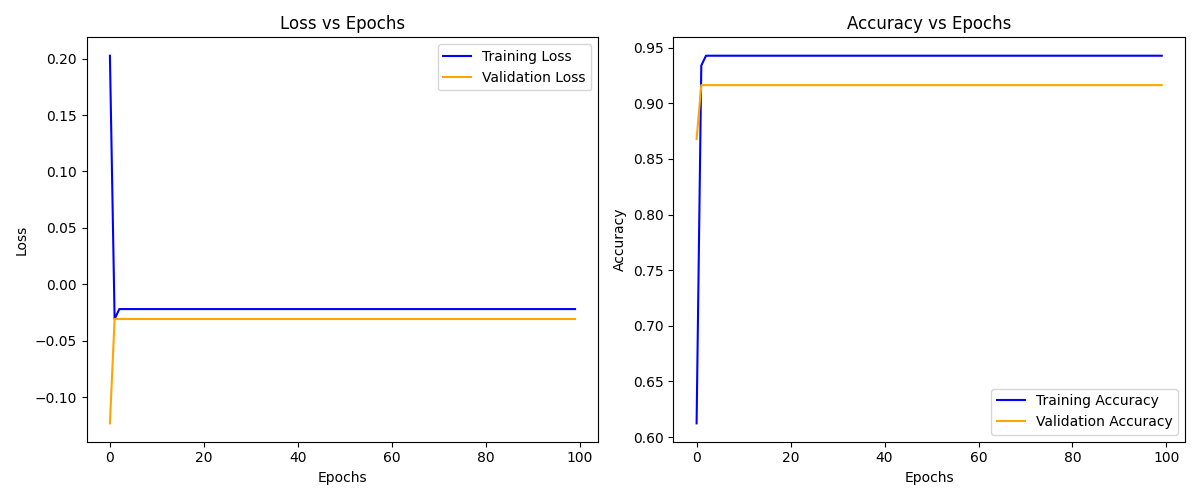 Loss vs Epochs
0.20
0.15
0.10
0.05
0.00
−0.05
−0.10
Loss
0 20 40 60 80 100
Epochs
Training Loss
Validation Loss
Accuracy vs Epochs
0.95
0.90
0.85
0.80
0.75
0.70
0.65
0.60
Accuracy
0 20 40 60 80 100
Epochs
Training Accuracy
Validation Accuracy